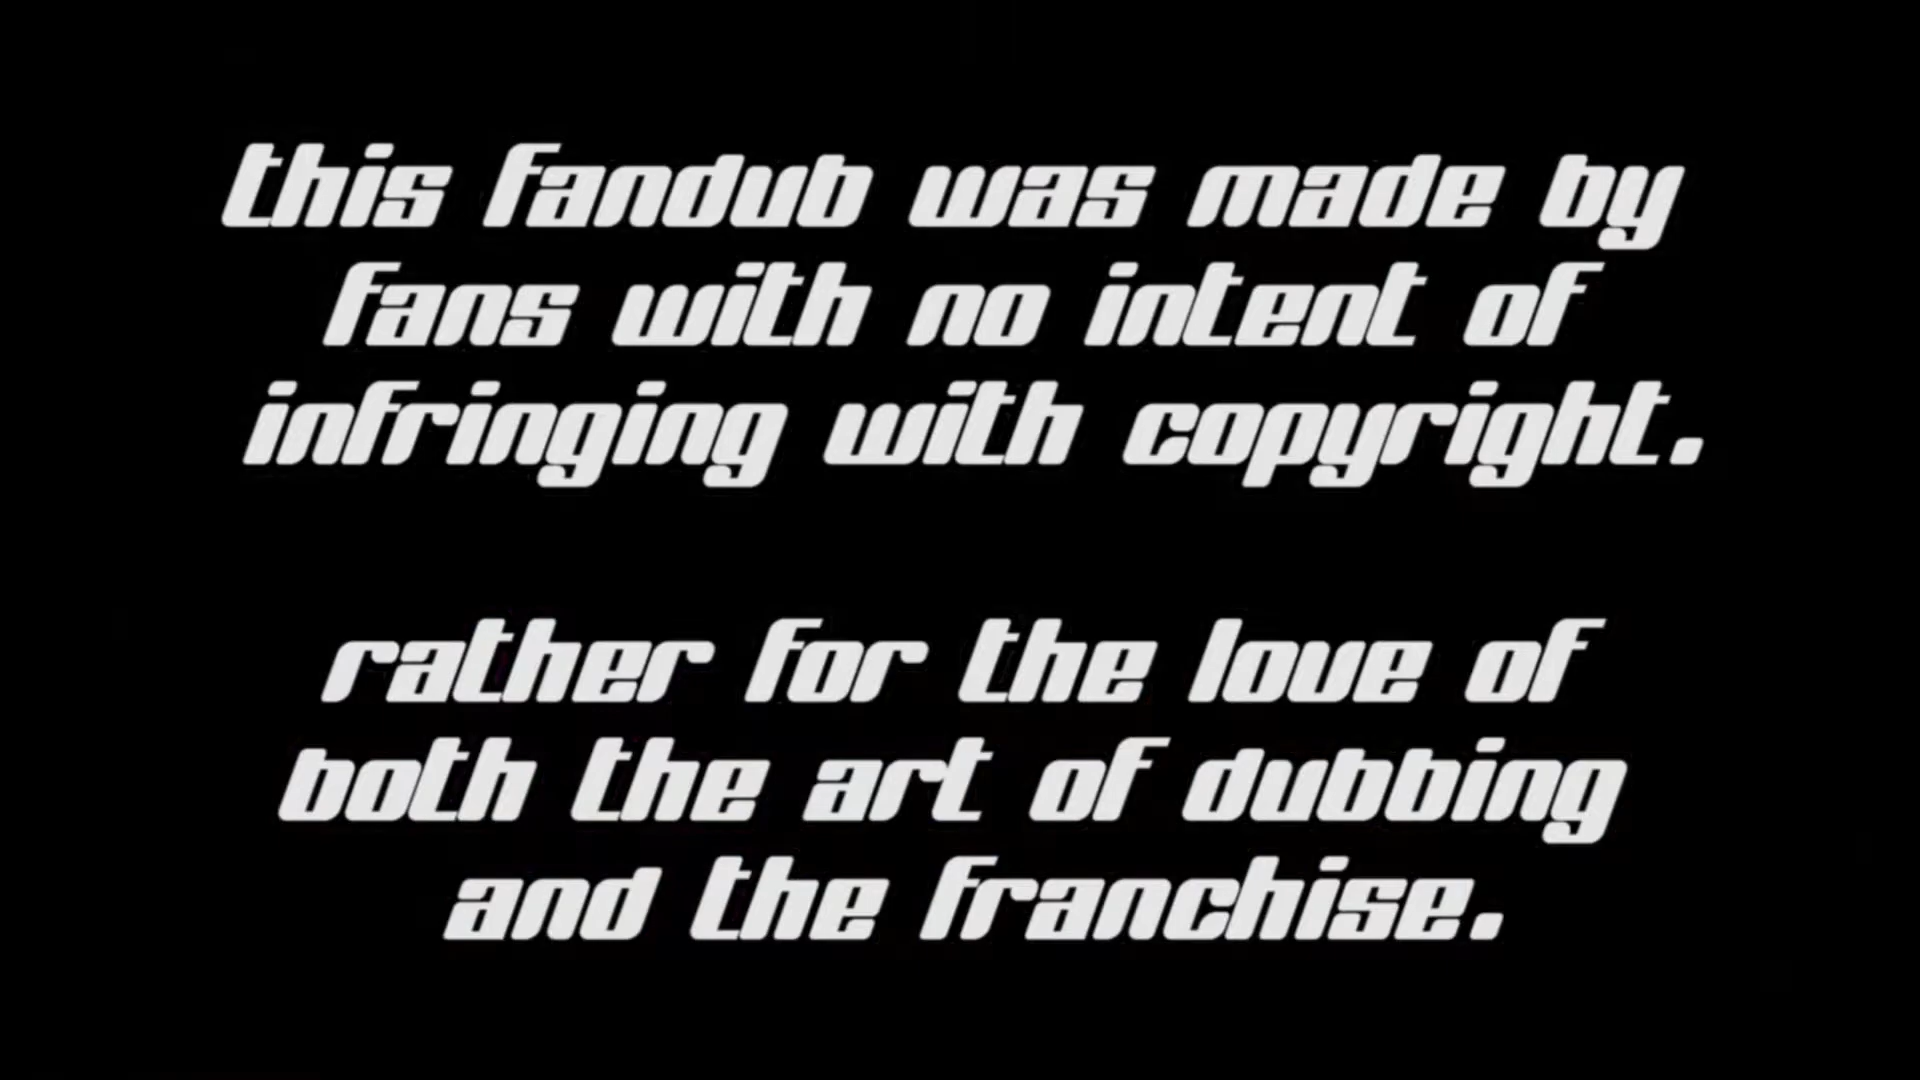 this fandub was made by
fans with no intent of
infringing with copyright.
rather for the love of
both the art of dubbing
and the franchise.